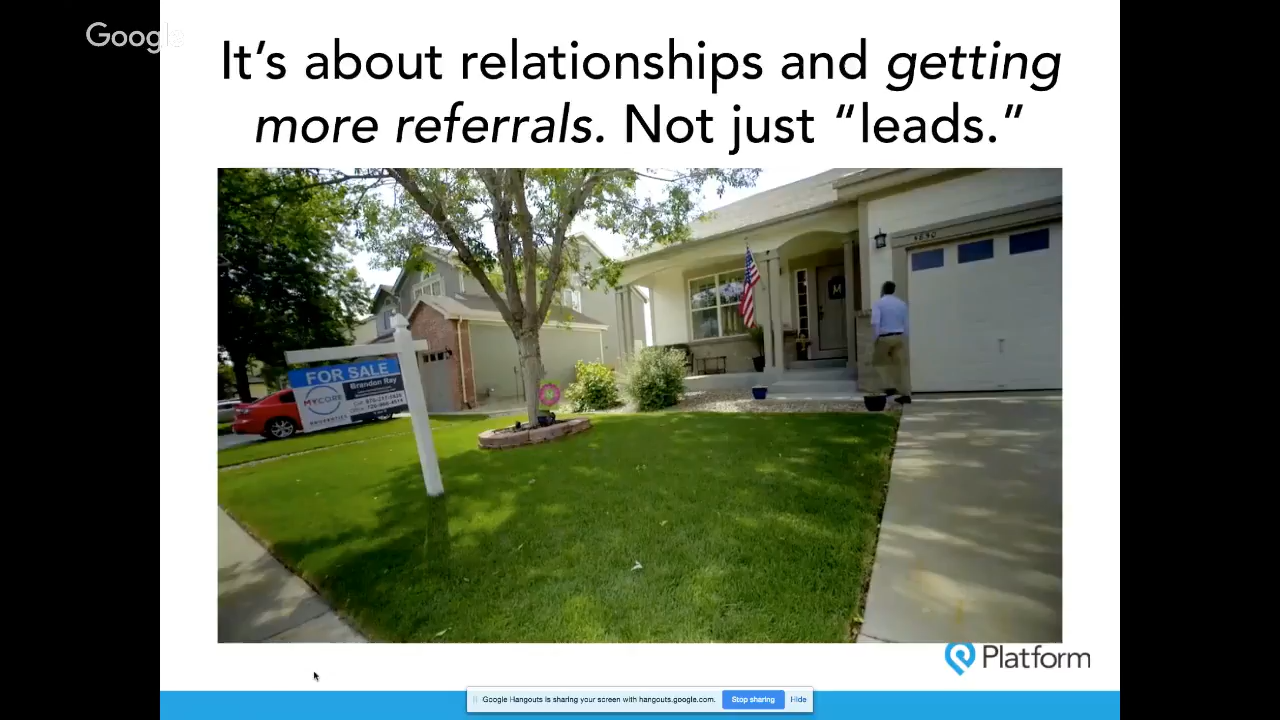 Google
It’s about relationships and getting
more referrals. Not just “leads.”
FOR SALE
MYCORE
Brandon Ray
M
Platform
Google Hangouts is sharing your screen with hangouts.google.com.
Stop sharing
Hide